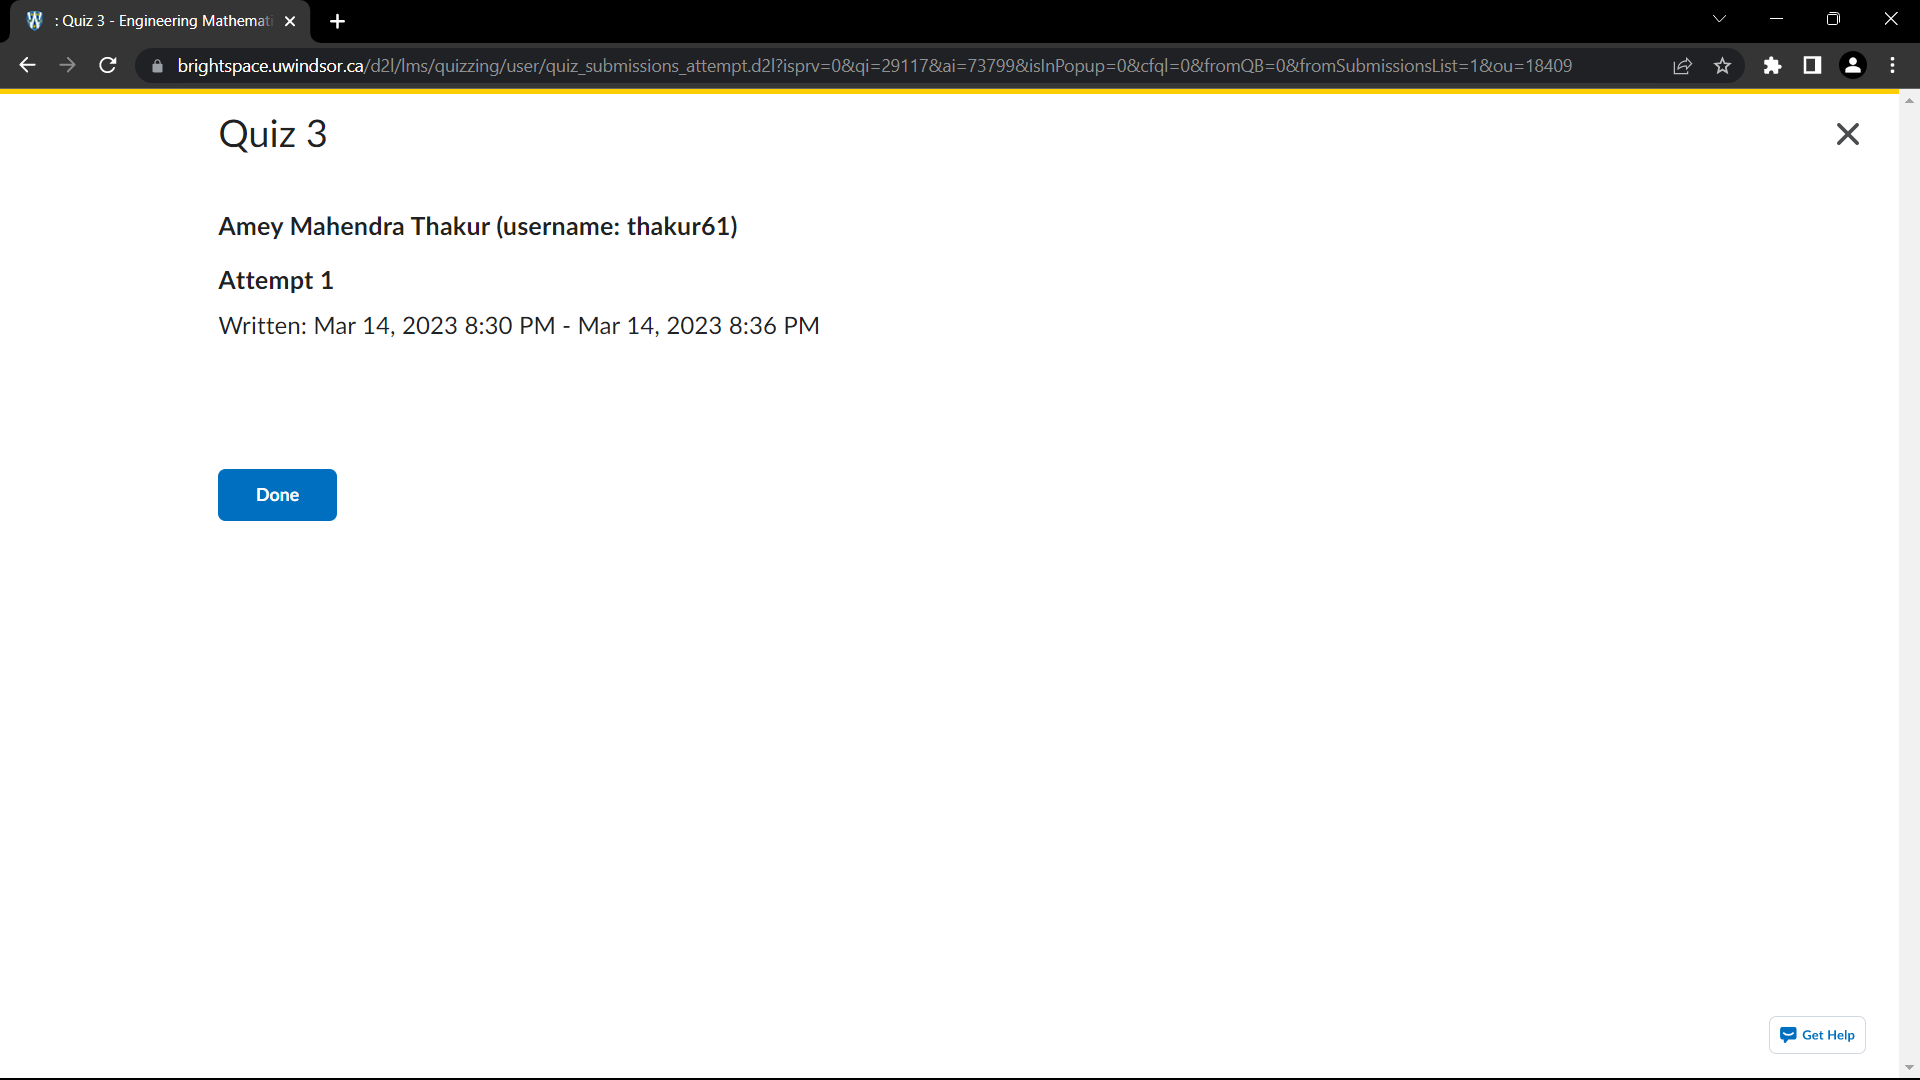 : Quiz 3 - Engineering Mathemati
brightspace.uwindsor.ca/d2l/lms/quizzing/user/quiz_submissions_attempt.d2l?isprv=0&qi=29117&ai=73799&isInPopup=0&cfql=0&fromQB=0&fromSubmissionsList=1&ou=18409
Quiz 3
Amey Mahendra Thakur (username: thakur61)
Attempt 1
Written: Mar 14, 2023 8:30 PM - Mar 14, 2023 8:36 PM
Done
Get Help